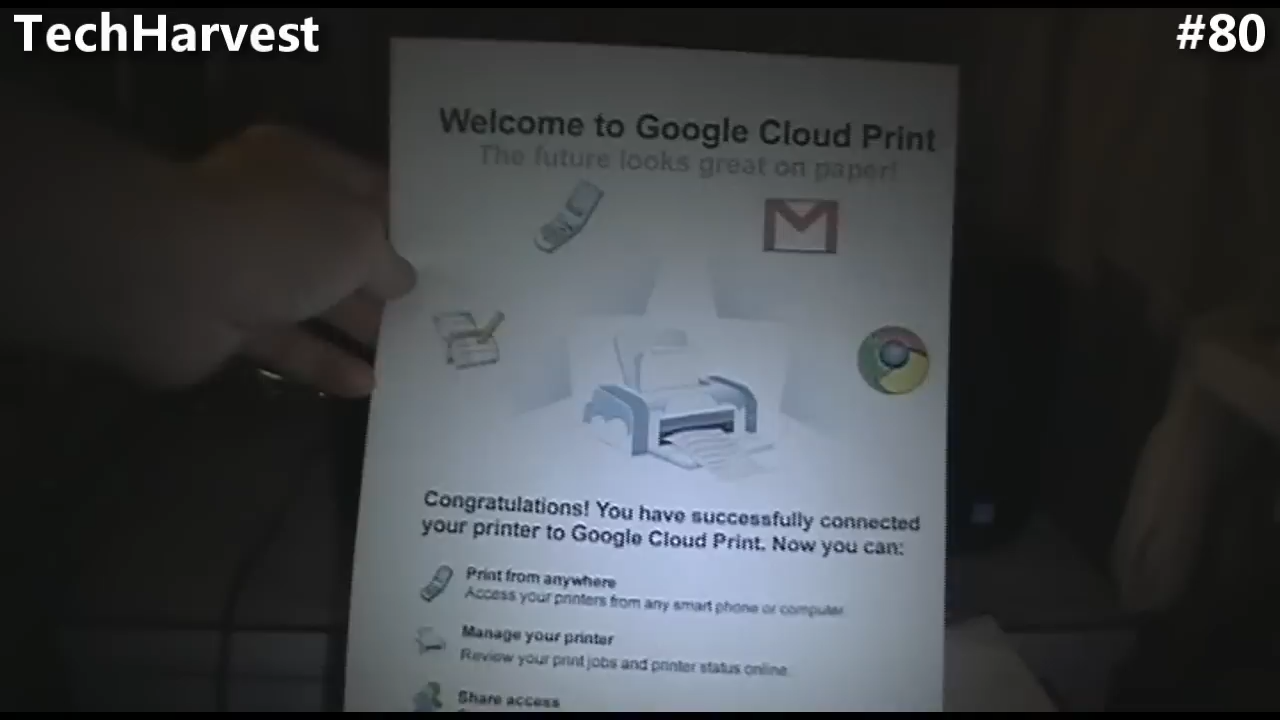 TechHarvest
#80
Welcome to Google Cloud Print
The future looks great on paper!
Congratulations! You have successfully connected
your printer to Google Cloud Print. Now you can:
Print from anywhere
Access your printers from any smart phone or computer.
Manage your printer
Review your print jobs and printer status online.
Share access